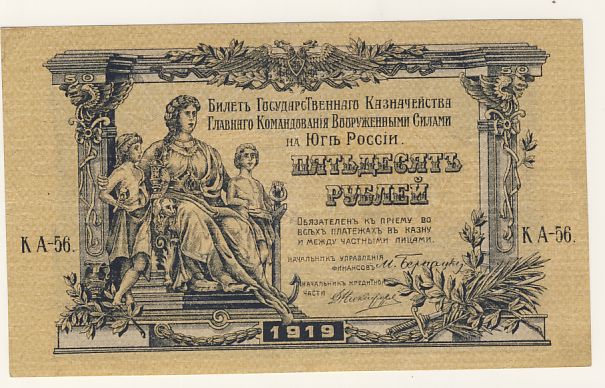 50
50
Билетъ Государственнаго Казначейства
Главнаго Командованія Вооруженными Силами
на Югѣ Россіи.
ПЯТЬДЕСЯТЪ
РУБЛЕЙ
Обязателенъ къ пріему во
всѣхъ платежахъ въ казну
и между частными лицами.
Начальникъ управленія
финансовъ
Начальникъ кредитной
части
К А-56.
К А-56.
1919